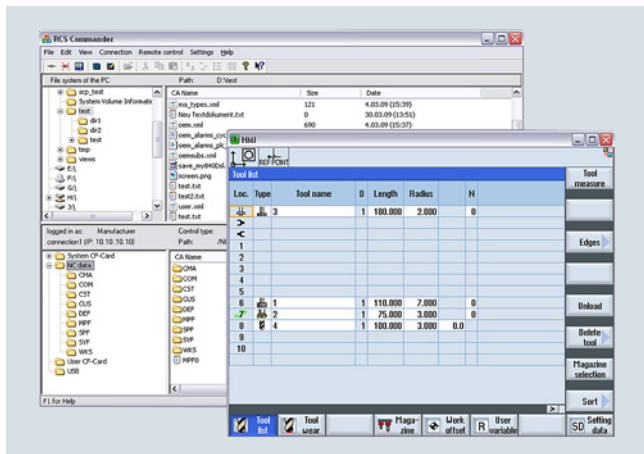 RCS Commander
File Edit View Connection Remote control Settings Help
File system of the PC
Path: D:\test
scp_test
System Volume Informati
test
dir1
dir2
test
tmp
views
E:\
F:\
G:\
H:\
CA Name Size Date
ma_types.xml 121 4.03.09 (15:39)
Neu Textdokument.txt 0 30.03.09 (13:51)
oem.xml 690 4.03.09 (15:37)
oem_alarms_cyc
oem_alarms_plc
oemsubs.xml
save_my840Dsl.
screen.png
test.txt
test2.txt
user.xml
test.txt
logged in as: Manufacturer
Control type:
connection1 (IP: 10.10.10.10)
Path: /N
System CF-Card
NC data
CMA
COM
CST
CUS
DEF
MPF
SPF
SYF
WKS
User CF-Card
USB
CA Name
CMA
COM
CST
CUS
DEF
MPF
SPF
SYF
WKS
MPF0
F1 for Help
HMI
REF POINT
Tool list
Loc. Type Tool name D Length Radius N
3 1 180.000 2.000 0
1
2
3
4
5
6 1 1 110.000 7.000 0
7 2 1 75.000 3.000 0
8 4 1 100.000 3.000 0.0
9
10
Tool
measure
Edges
Unload
Delete
tool
Magazine
selection
Sort
Tool
list
Tool
wear
Maga-
zine
Work
offset
R User
variable
SD Setting
data